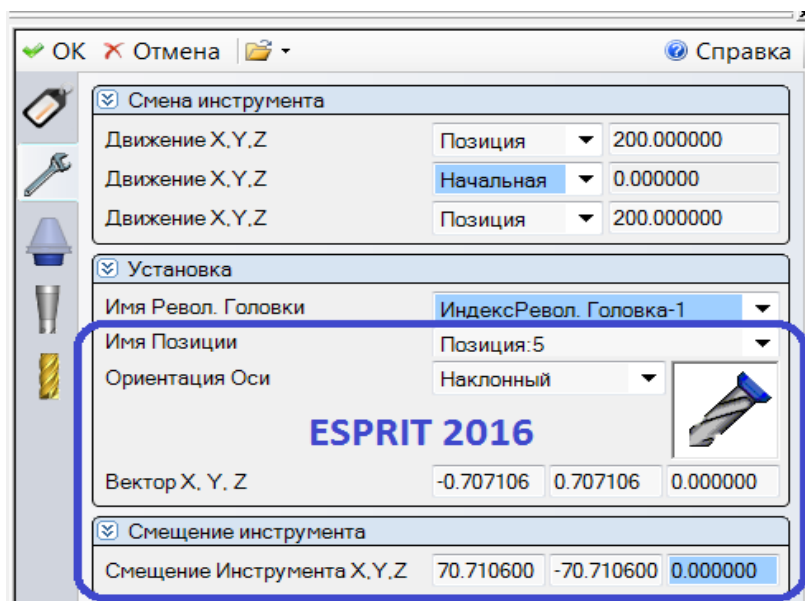 OK Отмена Справка
Смена инструмента
Движение X,Y,Z Позиция 200.000000
Движение X,Y,Z Начальная 0.000000
Движение X,Y,Z Позиция 200.000000
Установка
Имя Револ. Головки ИндексРевол. Головка-1
Имя Позиции Позиция:5
Ориентация Оси Наклонный
ESPRIT 2016
Вектор X, Y, Z -0.707106 0.707106 0.000000
Смещение инструмента
Смещение Инструмента X,Y,Z 70.710600 -70.710600 0.000000